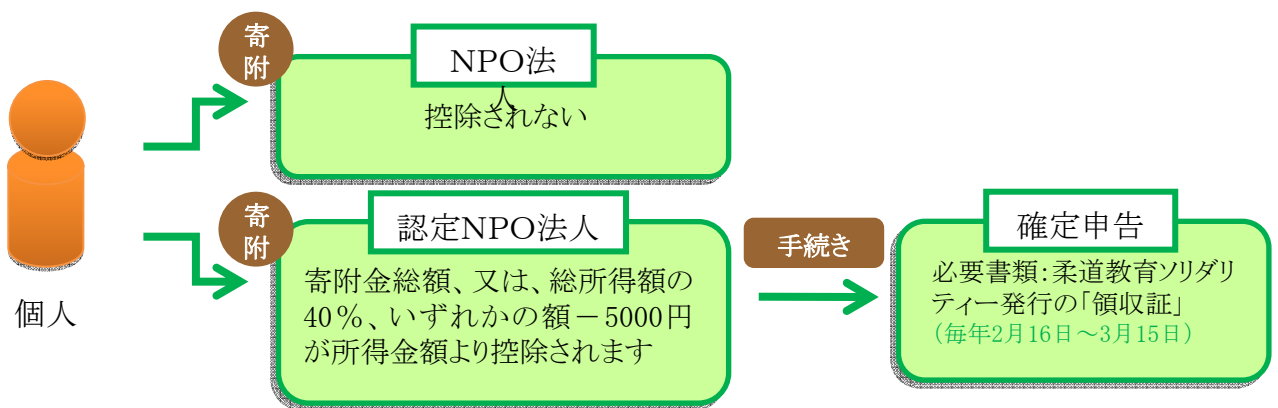 寄
附
NPO法
人
控除されない
個人
寄
附
認定NPO法人
寄附金総額、又は、総所得額の
40%、いずれかの額－5000円
が所得金額より控除されます
手続き
確定申告
必要書類：柔道教育ソリダリ
ティー発行の「領収証」
（毎年2月16日～3月15日）